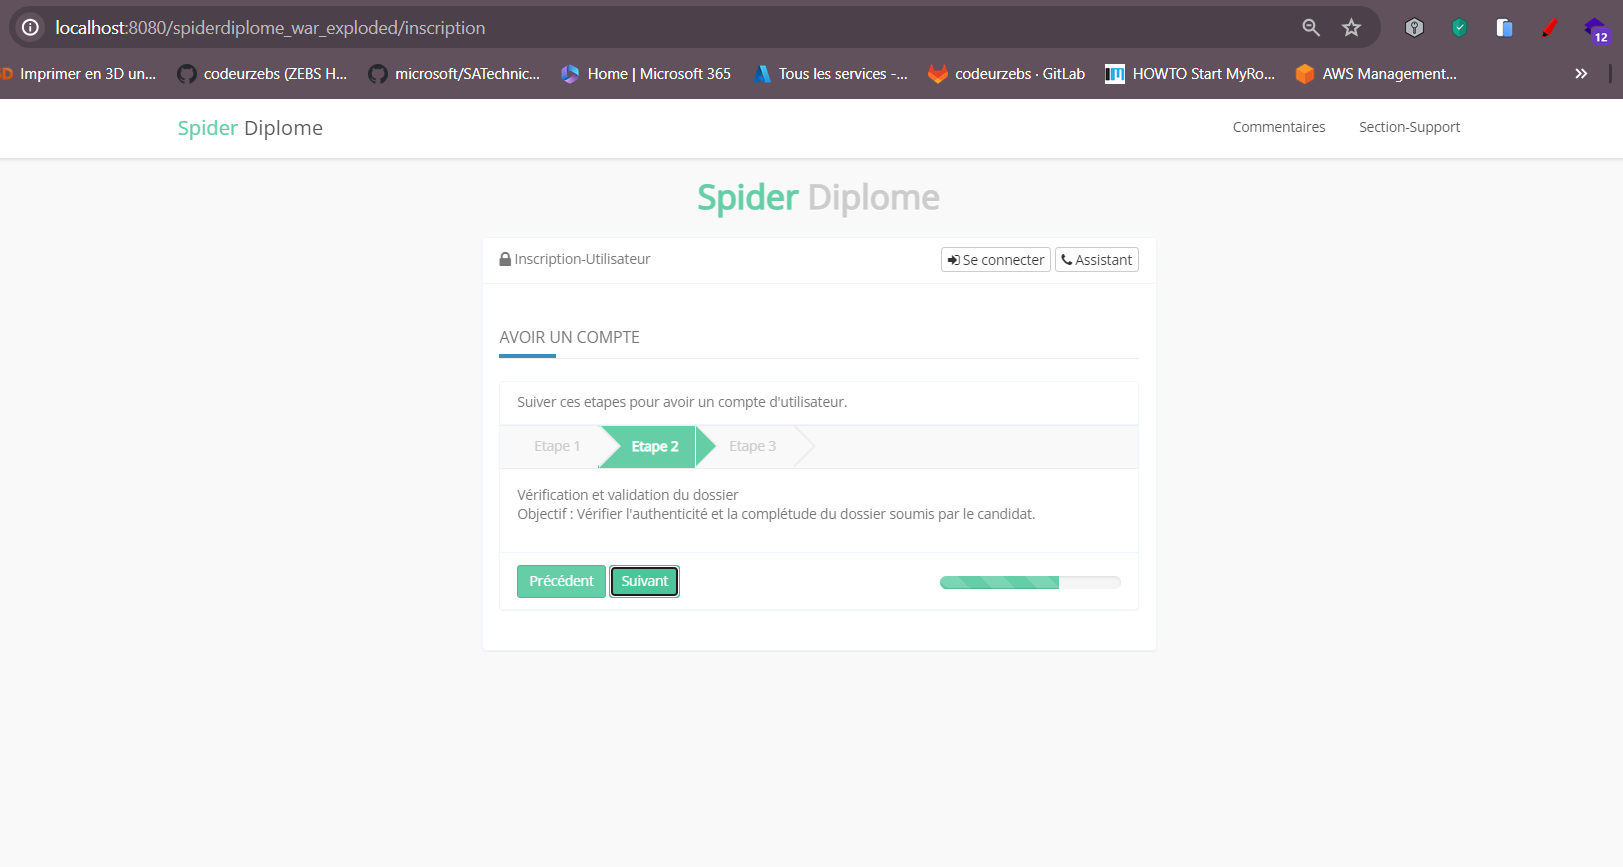 localhost:8080/spiderdiplome_war_exploded/inscription
12
Imprimer en 3D un... codeurzebs (ZEBS H... microsoft/SATechnic... Home | Microsoft 365 Tous les services -... codeurzebs · GitLab HOWTO Start MyRo... AWS Management...
Spider Diplome Commentaires Section-Support
Spider Diplome
Inscription-Utilisateur Se connecter Assistant
AVOIR UN COMPTE
Suiver ces etapes pour avoir un compte d'utilisateur.
Etape 1 Etape 2 Etape 3
Vérification et validation du dossier
Objectif : Vérifier l'authenticité et la complétude du dossier soumis par le candidat.
Précédent Suivant